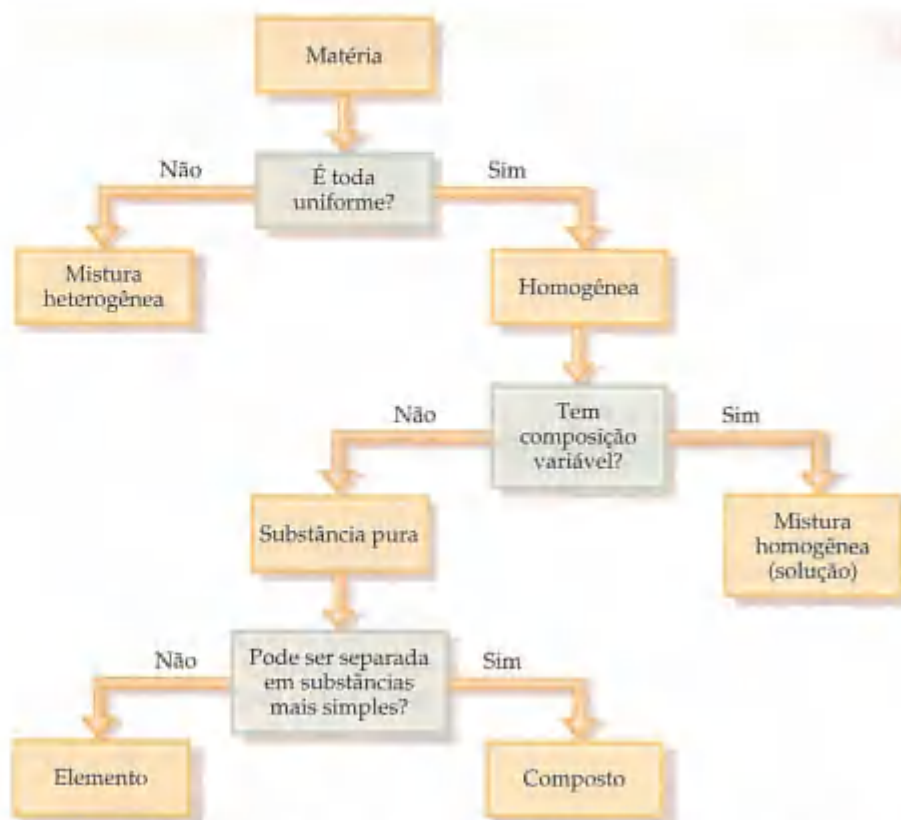 Matéria
Não
É toda
uniforme?
Sim
Mistura
heterogênea
Homogênea
Não
Tem
composição
variável?
Sim
Substância pura
Mistura
homogênea
(solução)
Não
Pode ser separada
em substâncias
mais simples?
Sim
Elemento
Composto